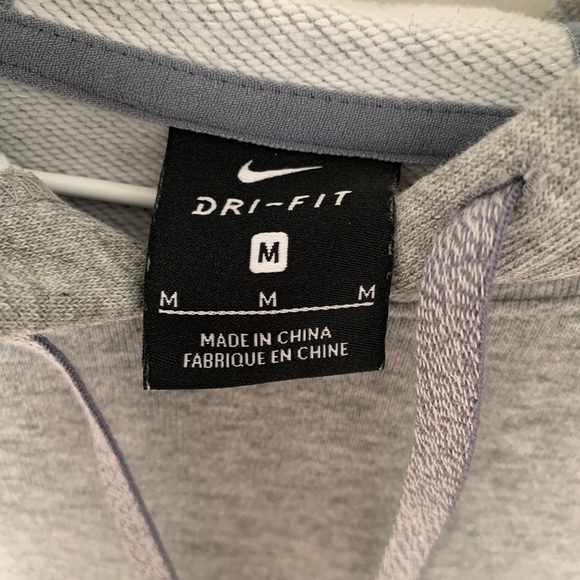 DRI-FIT
M
M M M
MADE IN CHINA
FABRIQUE EN CHINE